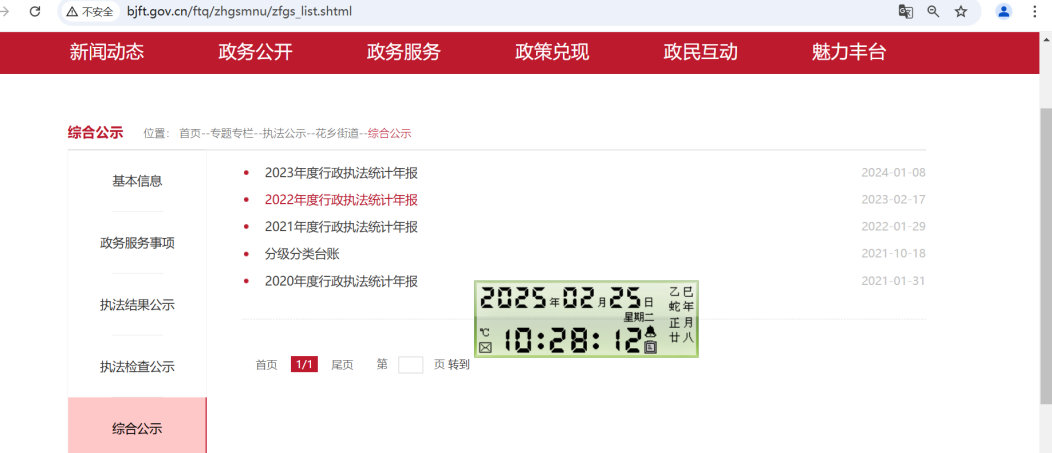 不安全 bjft.gov.cn/ftq/zhgsmnu/zfgs_list.shtml
新闻动态 政务公开 政务服务 政策兑现 政民互动 魅力丰台
综合公示 位置： 首页--专题专栏--执法公示--花乡街道--综合公示
基本信息
政务服务事项
执法结果公示
执法检查公示
综合公示
2023年度行政执法统计年报 2024-01-08
2022年度行政执法统计年报 2023-02-17
2021年度行政执法统计年报 2022-01-29
分级分类台账 2021-10-18
2020年度行政执法统计年报 2021-01-31
2025年02月25日
星期二
℃ 10:28:12
乙巳
蛇年
正月
廿八
首页 1/1 尾页 第 页 转到